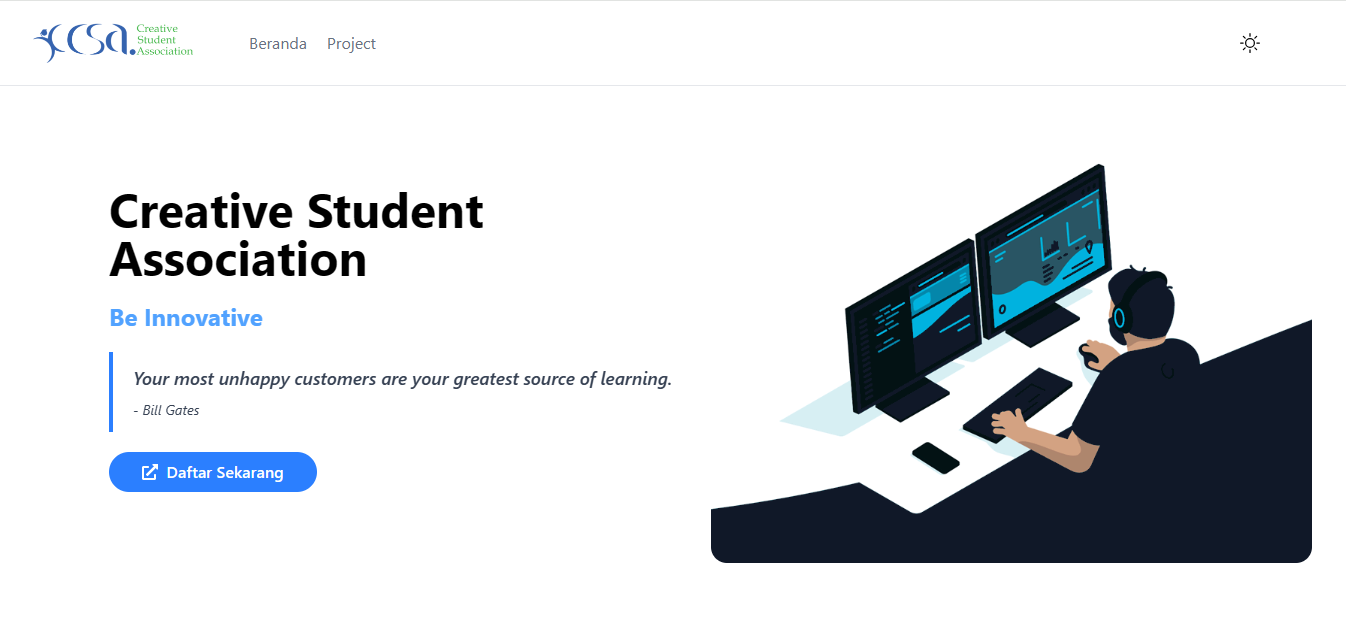 ccsa.
Creative
Student
Association
Beranda
Project
Creative Student
Association
Be Innovative
Your most unhappy customers are your greatest source of learning.
- Bill Gates
Daftar Sekarang